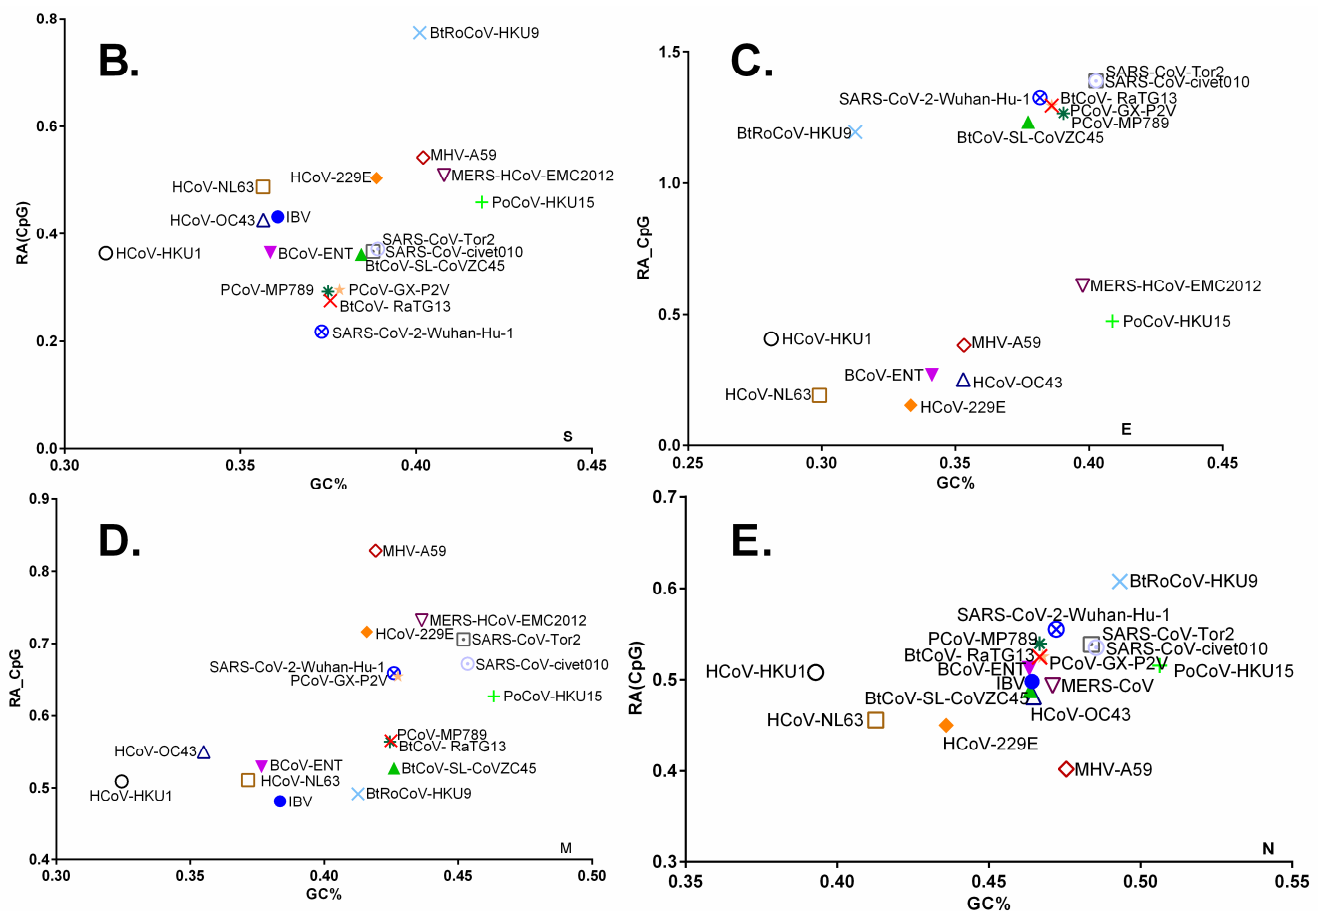 B.
0.8
0.6
0.4
0.2
0.0
RA(CpG)
BtRoCoV-HKU9
MHV-A59
HCoV-229E
MERS-HCoV-EMC2012
HCoV-NL63
PoCoV-HKU15
HCoV-OC43
IBV
SARS-CoV-Tor2
HCoV-HKU1
BCoV-ENT
SARS-CoV-civet010
BtCoV-SL-CoVZC45
PCoV-MP789
PCoV-GX-P2V
BtCoV- RaTG13
SARS-CoV-2-Wuhan-Hu-1
S
0.30
0.35
0.40
0.45
GC%
C.
1.5
1.0
0.5
0.0
RA_CpG
SARS-CoV-Tor2
SARS-CoV-civet010
SARS-CoV-2-Wuhan-Hu-1
BtCoV- RaTG13
PCoV-GX-P2V
PCoV-MP789
BtRoCoV-HKU9
BtCoV-SL-CoVZC45
MERS-HCoV-EMC2012
PoCoV-HKU15
HCoV-HKU1
MHV-A59
BCoV-ENT
HCoV-OC43
HCoV-NL63
HCoV-229E
E
0.25
0.30
0.35
0.40
0.45
GC%
D.
0.9
0.8
0.7
0.6
0.5
0.4
RA_CpG
MHV-A59
MERS-HCoV-EMC2012
HCoV-229E
SARS-CoV-Tor2
SARS-CoV-2-Wuhan-Hu-1
SARS-CoV-civet010
PCoV-GX-P2V
PoCoV-HKU15
PCoV-MP789
BtCoV- RaTG13
HCoV-OC43
BCoV-ENT
BtCoV-SL-CoVZC45
HCoV-NL63
HCoV-HKU1
IBV
BtRoCoV-HKU9
M
0.30
0.35
0.40
0.45
0.50
GC%
E.
0.7
0.6
0.5
0.4
0.3
RA(CpG)
BtRoCoV-HKU9
SARS-CoV-2-Wuhan-Hu-1
SARS-CoV-Tor2
PCoV-MP789
SARS-CoV-civet010
BtCoV- RaTG13
PCoV-GX-P2V
BCoV-ENT
PoCoV-HKU15
HCoV-HKU1
IBV
MERS-CoV
BtCoV-SL-CoVZC45
HCoV-OC43
HCoV-NL63
HCoV-229E
MHV-A59
N
0.35
0.40
0.45
0.50
0.55
GC%